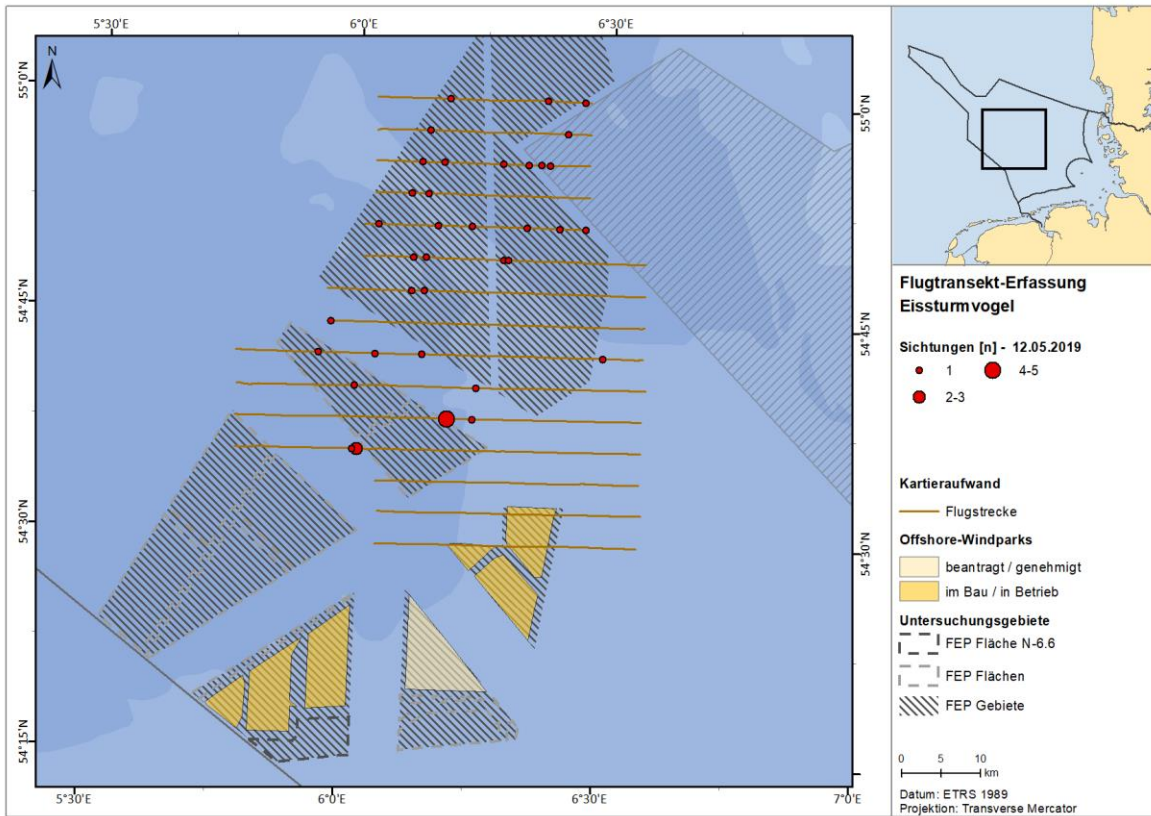 5°30'E
6°0'E
6°30'E
N
55°0'N
54°45'N
54°30'N
54°15'N
55°0'N
54°45'N
54°30'N
5°30'E
6°0'E
6°30'E
7°0'E
Flugtransekt-Erfassung
Eissturmvogel
Sichtungen [n] - 12.05.2019
1
4-5
2-3
Kartieraufwand
Flugstrecke
Offshore-Windparks
beantragt / genehmigt
im Bau / in Betrieb
Untersuchungsgebiete
FEP Fläche N-6.6
FEP Flächen
FEP Gebiete
0 5 10
km
Datum: ETRS 1989
Projektion: Transverse Mercator